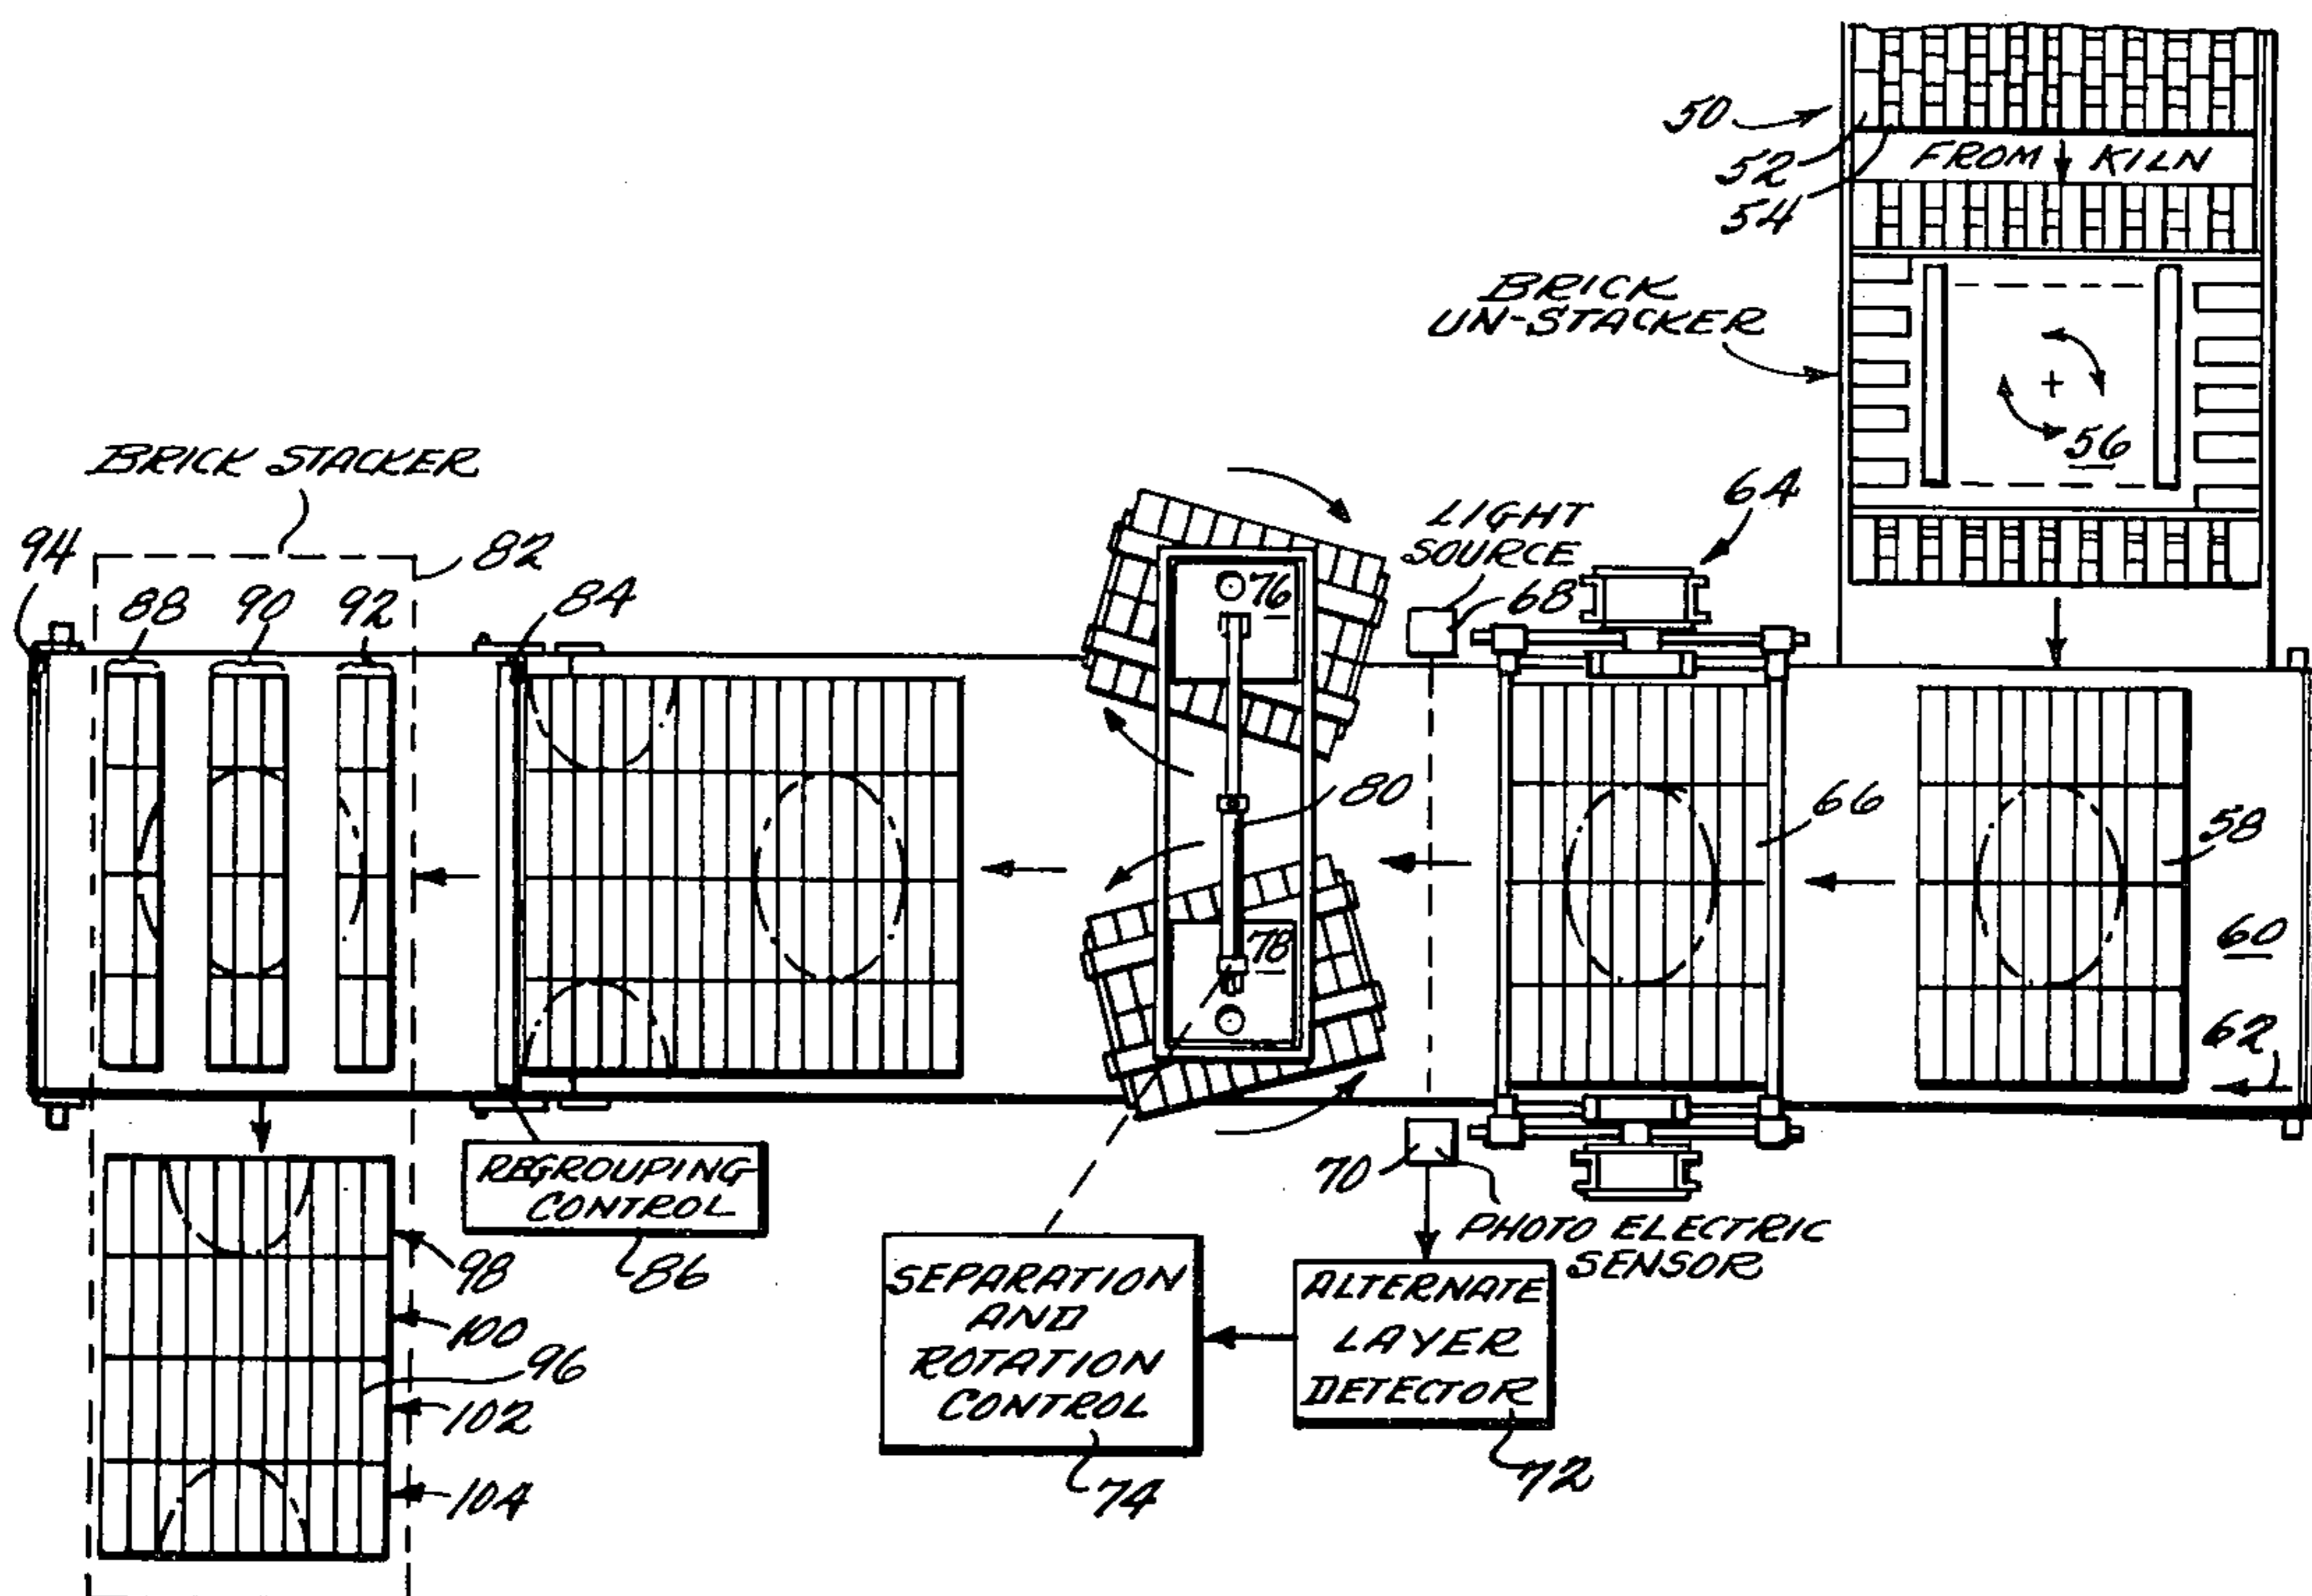 50
52
FROM KILN
54
BRICK
UN-STACKER
56
BRICK STACKER
64
LIGHT
SOURCE
94
82
88
90
92
84
76
68
80
66
58
78
60
62
REGROUPING
CONTROL
70
PHOTO ELECTRIC
SENSOR
98
86
SEPARATION
AND
ROTATION
CONTROL
ALTERNATE
LAYER
DETECTOR
100
96
102
104
74
72